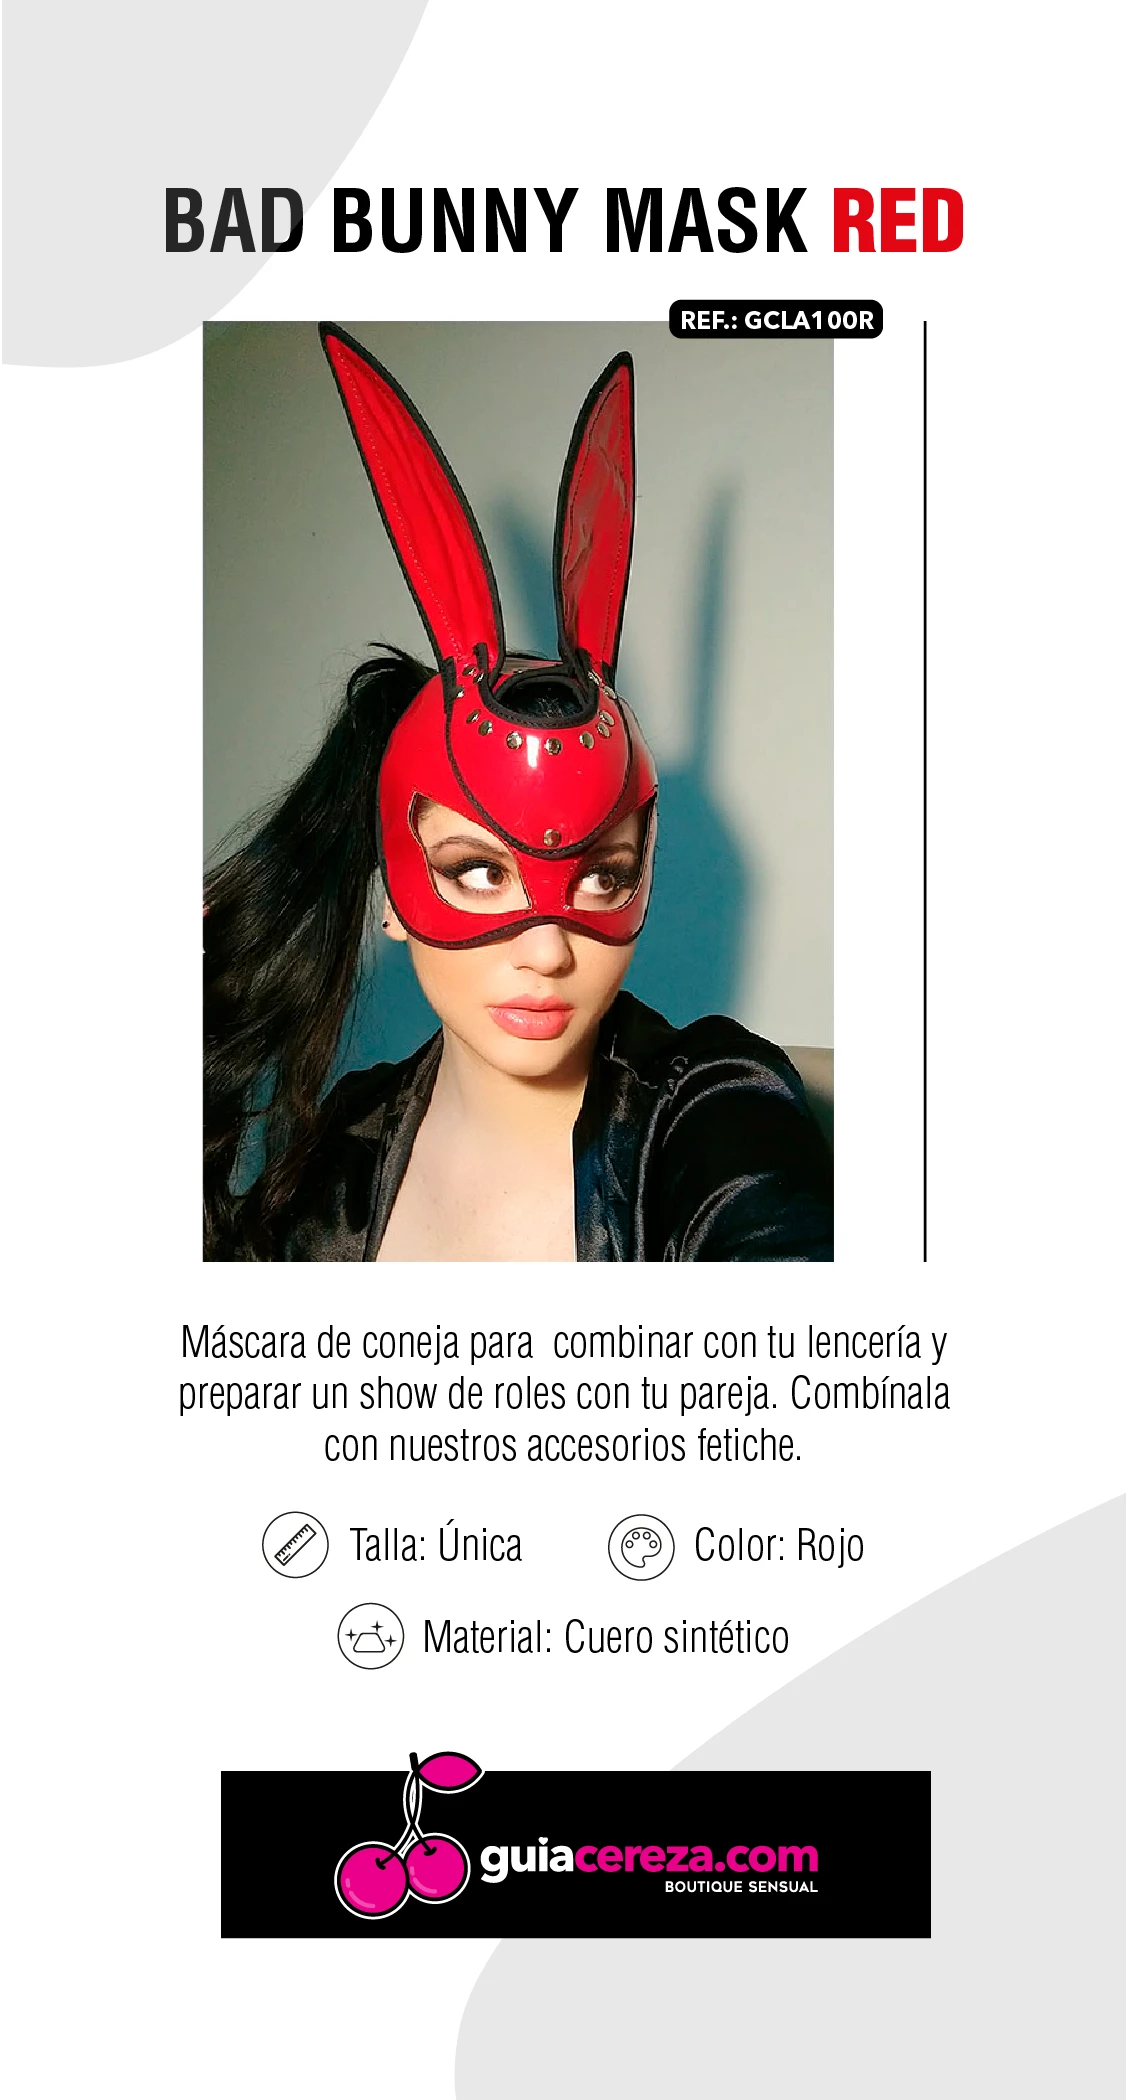 BAD BUNNY MASK RED
REF.: GCLA100R
Máscara de coneja para  combinar con tu lencería y
preparar un show de roles con tu pareja. Combínala
con nuestros accesorios fetiche.
Talla: Única
Color: Rojo
Material: Cuero sintético
guiacereza.com
BOUTIQUE SENSUAL